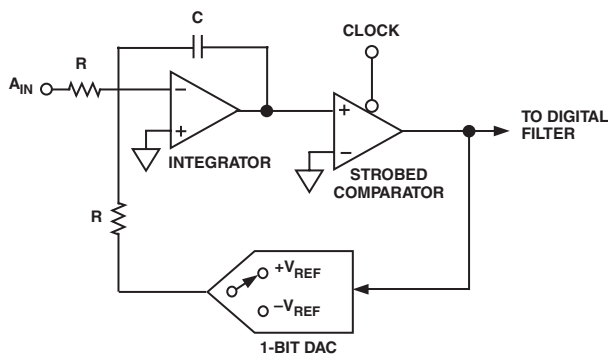 C
CLOCK
R
A_IN
−
+
INTEGRATOR
+
−
STROBED
COMPARATOR
TO DIGITAL
FILTER
R
+V_REF
−V_REF
1-BIT DAC